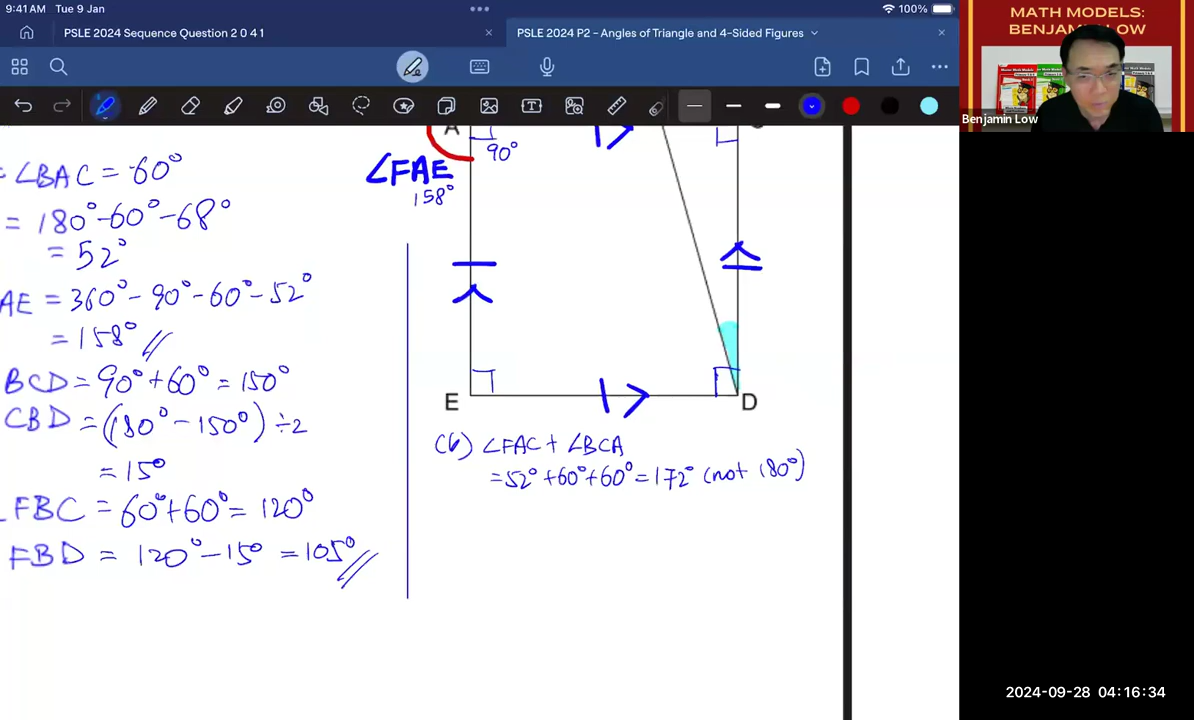 9:41 AM Tue 9 Jan
100%
PSLE 2024 Sequence Question 2 0 4 1
PSLE 2024 P2 - Angles of Triangle and 4-Sided Figures
MATH MODELS:
BENJAMIN LOW
Benjamin Low
A
90°
∠FAE
158°
= ∠BAC = 60°
= 180° - 60° - 68°
= 52°
AE = 360° - 90° - 60° - 52°
= 158° //
BCD = 90° + 60° = 150°
CBD = (180° - 150°) ÷ 2
= 15°
∠FBC = 60° + 60° = 120°
FBD = 120° - 15° = 105° //
E
D
(b) ∠FAC + ∠BCA
= 52° + 60° + 60° = 172° (not 180°)
2024-09-28 04:16:34